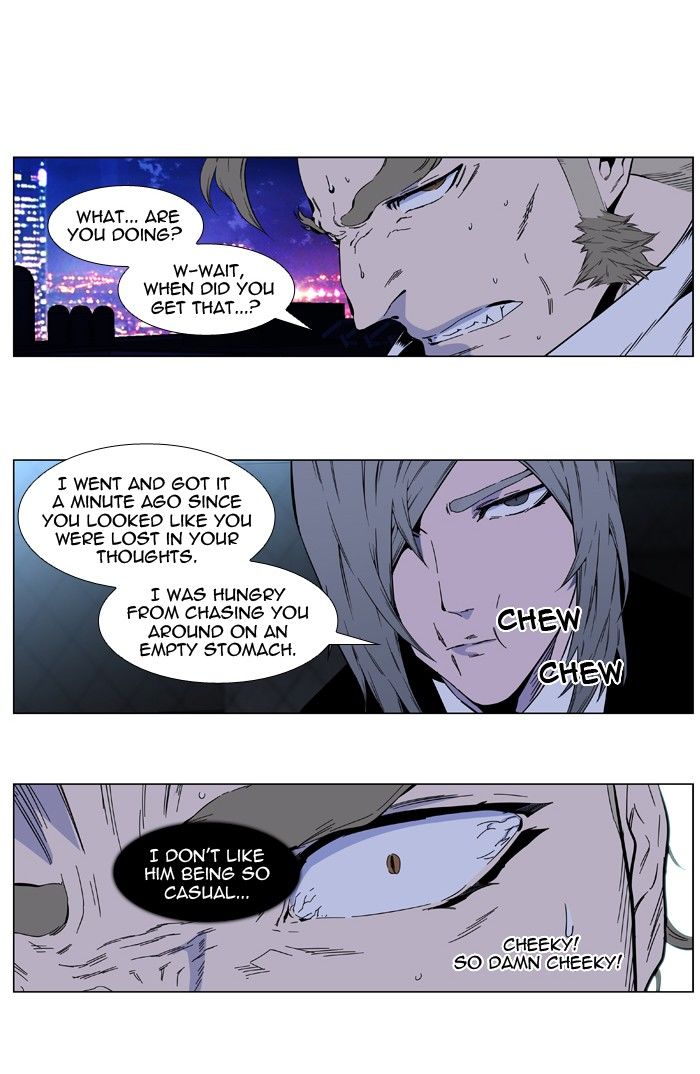 WHAT... ARE
YOU DOING?
W-WAIT,
WHEN DID YOU
GET THAT...?
I WENT AND GOT IT
A MINUTE AGO SINCE
YOU LOOKED LIKE YOU
WERE LOST IN YOUR
THOUGHTS.
I WAS HUNGRY
FROM CHASING YOU
AROUND ON AN
EMPTY STOMACH.
CHEW
CHEW
I DON'T LIKE
HIM BEING SO
CASUAL...
CHEEKY!
SO DAMN CHEEKY!